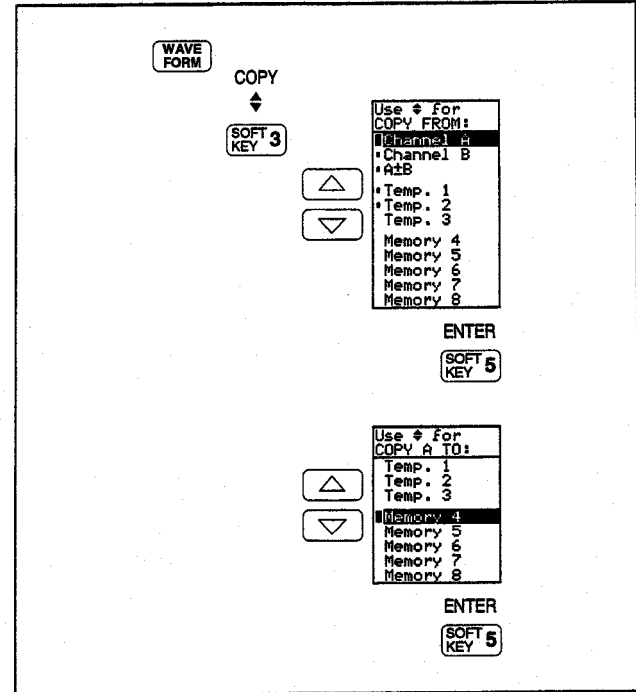 WAVE
FORM
COPY
SOFT
KEY 3
Use ♦ for
COPY FROM:
Channel A
Channel B
A±B
Temp. 1
Temp. 2
Temp. 3
Memory 4
Memory 5
Memory 6
Memory 7
Memory 8
ENTER
SOFT
KEY 5
Use ♦ for
COPY A TO:
Temp. 1
Temp. 2
Temp. 3
Memory 4
Memory 5
Memory 6
Memory 7
Memory 8
ENTER
SOFT
KEY 5